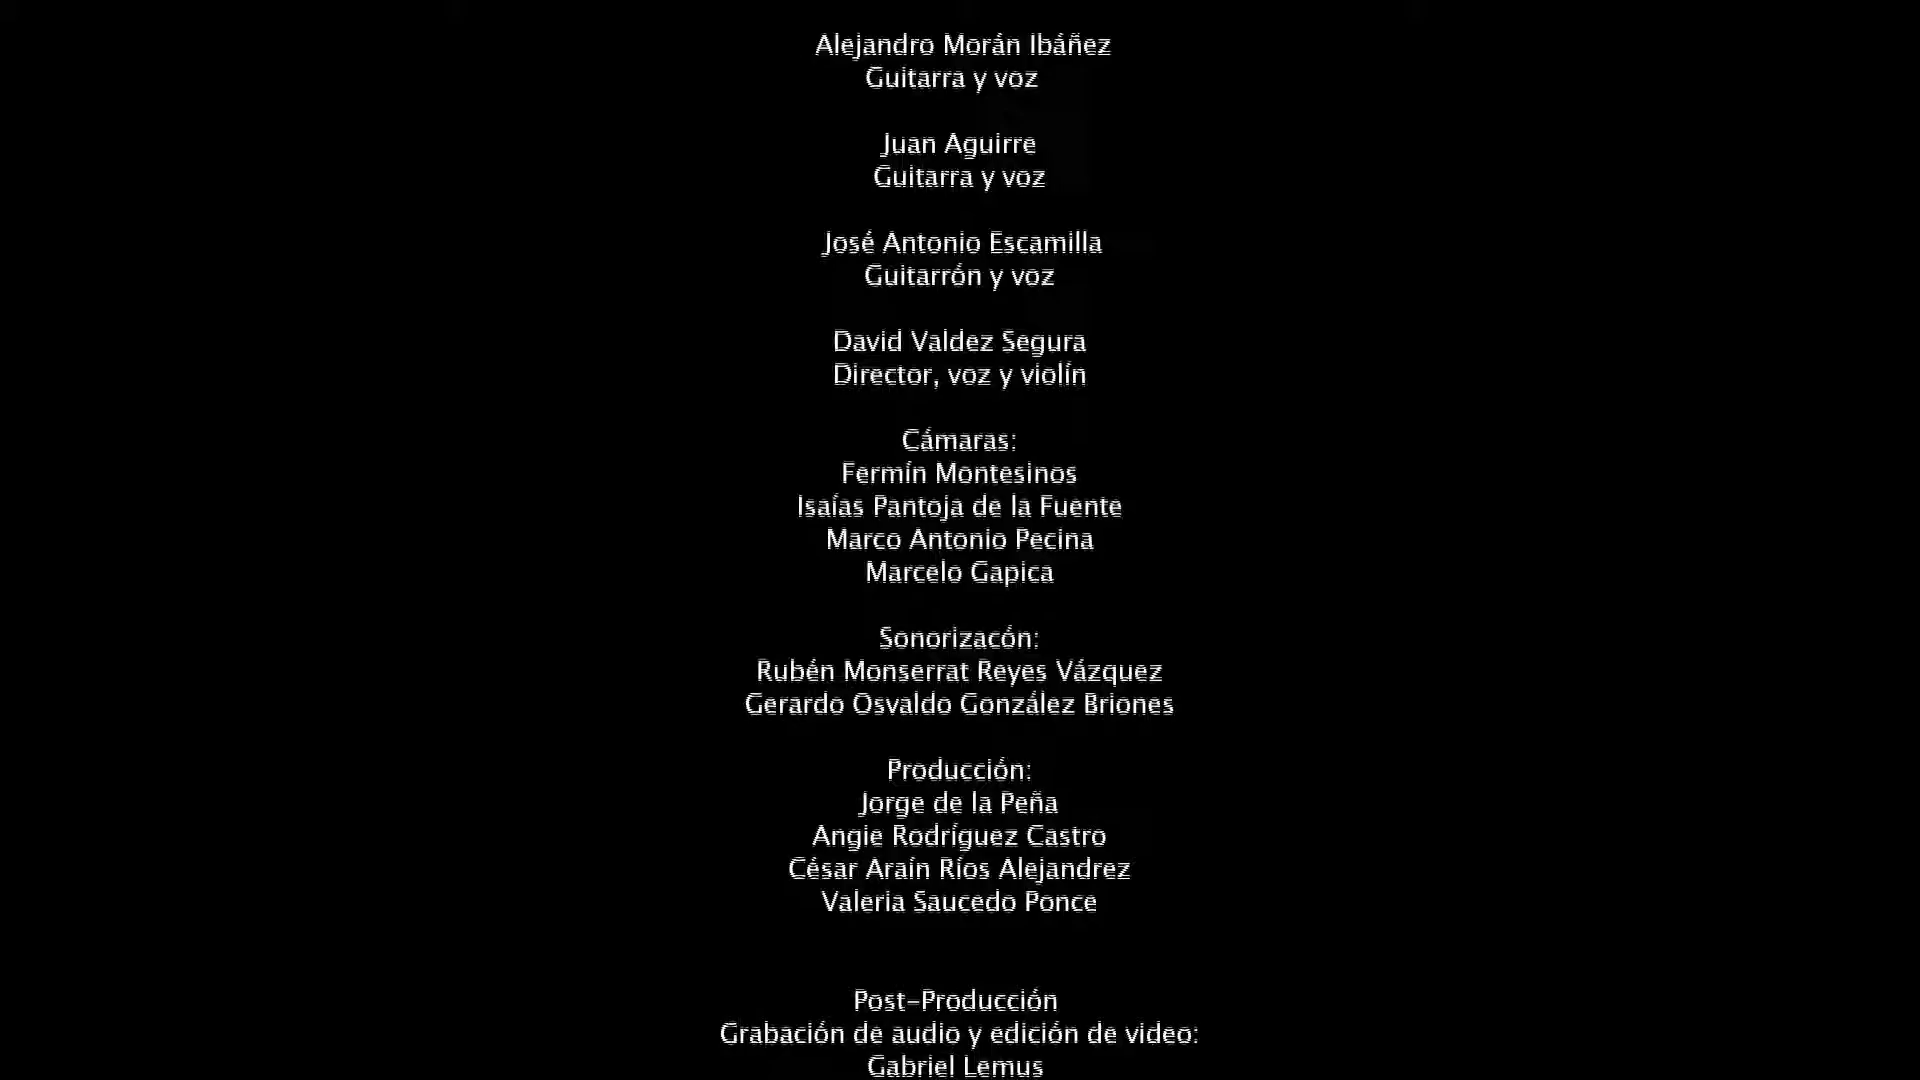 Alejandro Morán Ibáñez
Guitarra y voz
Juan Aguirre
Guitarra y voz
José Antonio Escamilla
Guitarrón y voz
David Valdez Segura
Director, voz y violín
Cámaras:
Fermín Montesinos
Isaías Pantoja de la Fuente
Marco Antonio Pecina
Marcelo Gapica
Sonorizacón:
Rubén Monserrat Reyes Vázquez
Gerardo Osvaldo González Briones
Producción:
Jorge de la Peña
Angie Rodríguez Castro
César Araín Ríos Alejandrez
Valeria Saucedo Ponce
Post-Producción
Grabación de audio y edición de video:
Gabriel Lemus